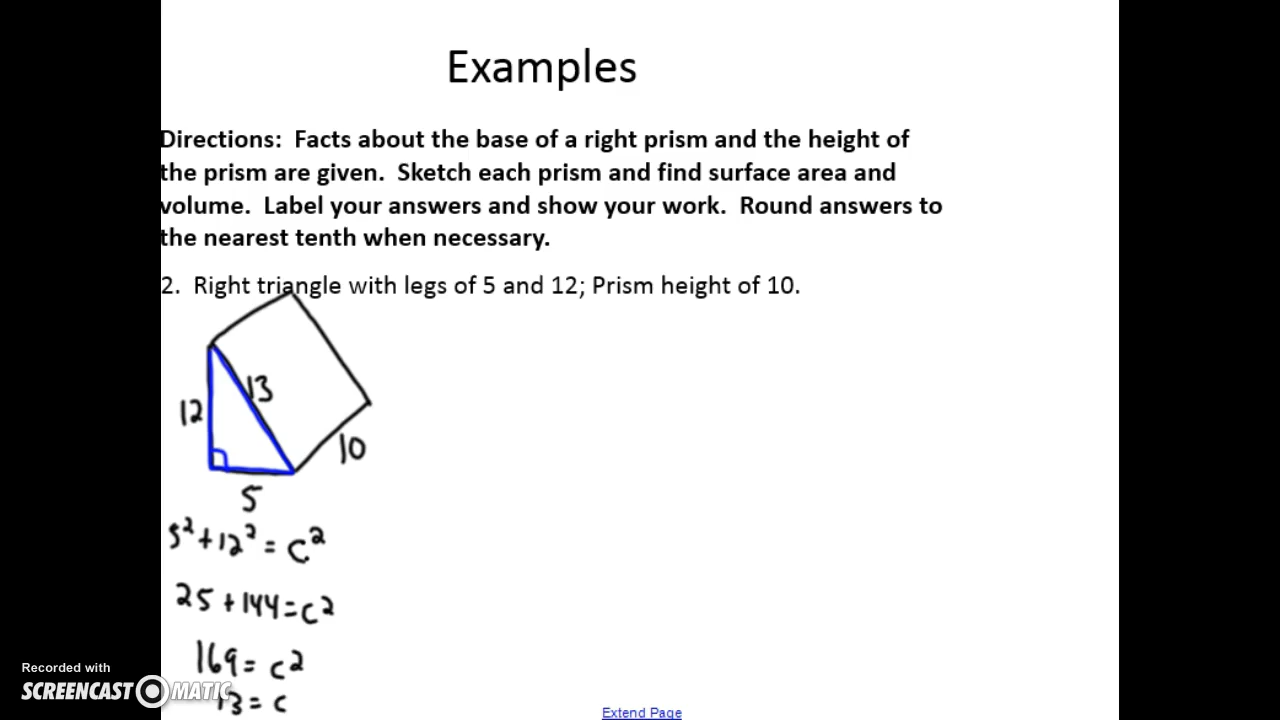 Examples
Directions: Facts about the base of a right prism and the height of
the prism are given. Sketch each prism and find surface area and
volume. Label your answers and show your work. Round answers to
the nearest tenth when necessary.
2. Right triangle with legs of 5 and 12; Prism height of 10.
13
12
10
5
5² + 12² = c²
25 + 144 = c²
169 = c²
13 = c
Recorded with
SCREENCAST MATIC
Extend Page